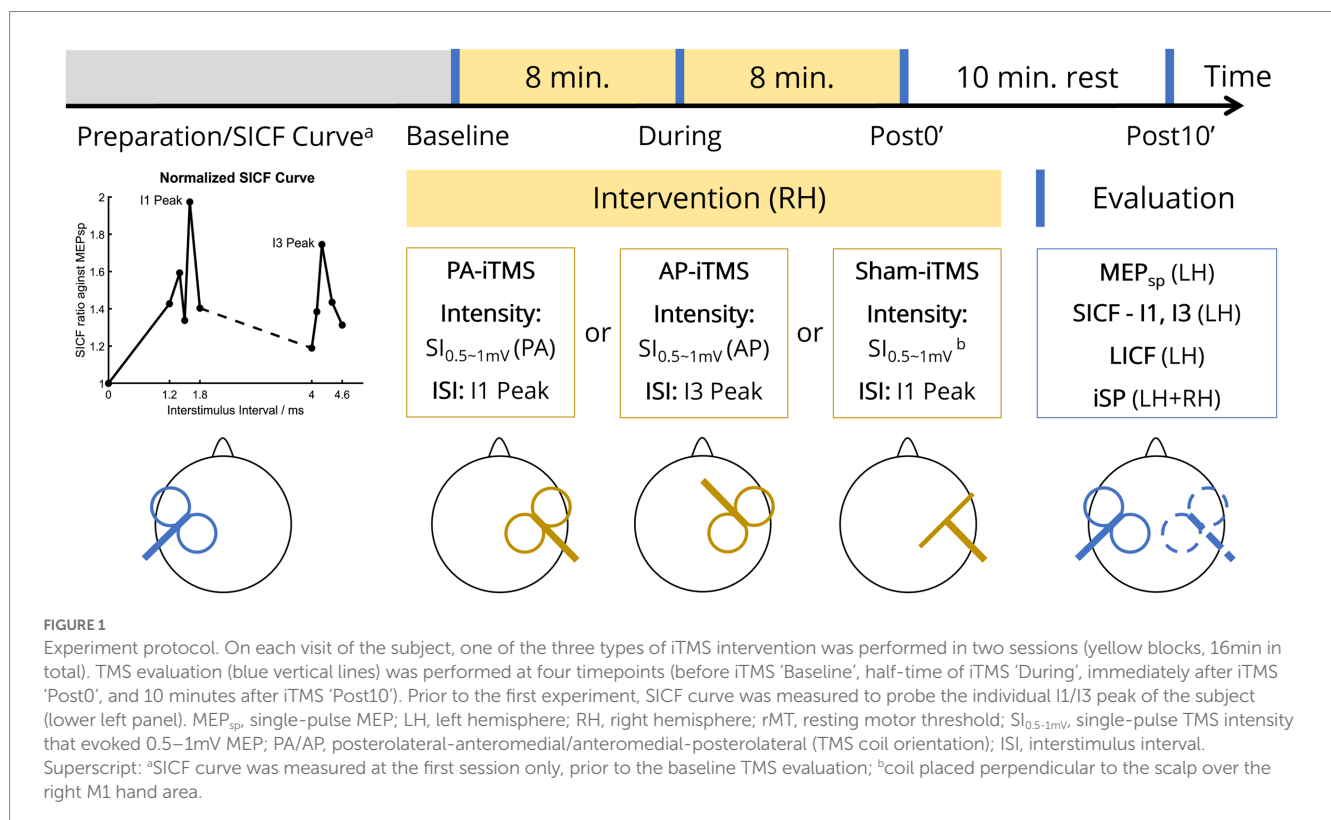 8 min.
8 min.
10 min. rest
Time
Preparation/SICF Curveᵃ
Baseline
During
Post0’
Post10’
Normalized SICF Curve
SICF ratio aginst MEPsp
2
1.8
1.6
1.4
1.2
1
I1 Peak
I3 Peak
0
1.2
1.8
4
4.6
Interstimulus Interval / ms
Intervention (RH)
Evaluation
PA-iTMS
Intensity:
SI0.5~1mV (PA)
ISI: I1 Peak
or
AP-iTMS
Intensity:
SI0.5~1mV (AP)
ISI: I3 Peak
or
Sham-iTMS
Intensity:
SI0.5~1mV ᵇ
ISI: I1 Peak
MEPsp (LH)
SICF - I1, I3 (LH)
LICF (LH)
iSP (LH+RH)
FIGURE 1
Experiment protocol. On each visit of the subject, one of the three types of iTMS intervention was performed in two sessions (yellow blocks, 16min in
total). TMS evaluation (blue vertical lines) was performed at four timepoints (before iTMS ‘Baseline’, half-time of iTMS ‘During’, immediately after iTMS
‘Post0’, and 10 minutes after iTMS ‘Post10’). Prior to the first experiment, SICF curve was measured to probe the individual I1/I3 peak of the subject
(lower left panel). MEPsp, single-pulse MEP; LH, left hemisphere; RH, right hemisphere; rMT, resting motor threshold; SI0.5-1mV, single-pulse TMS intensity
that evoked 0.5–1mV MEP; PA/AP, posterolateral-anteromedial/anteromedial-posterolateral (TMS coil orientation); ISI, interstimulus interval.
Superscript: ᵃSICF curve was measured at the first session only, prior to the baseline TMS evaluation; ᵇcoil placed perpendicular to the scalp over the
right M1 hand area.